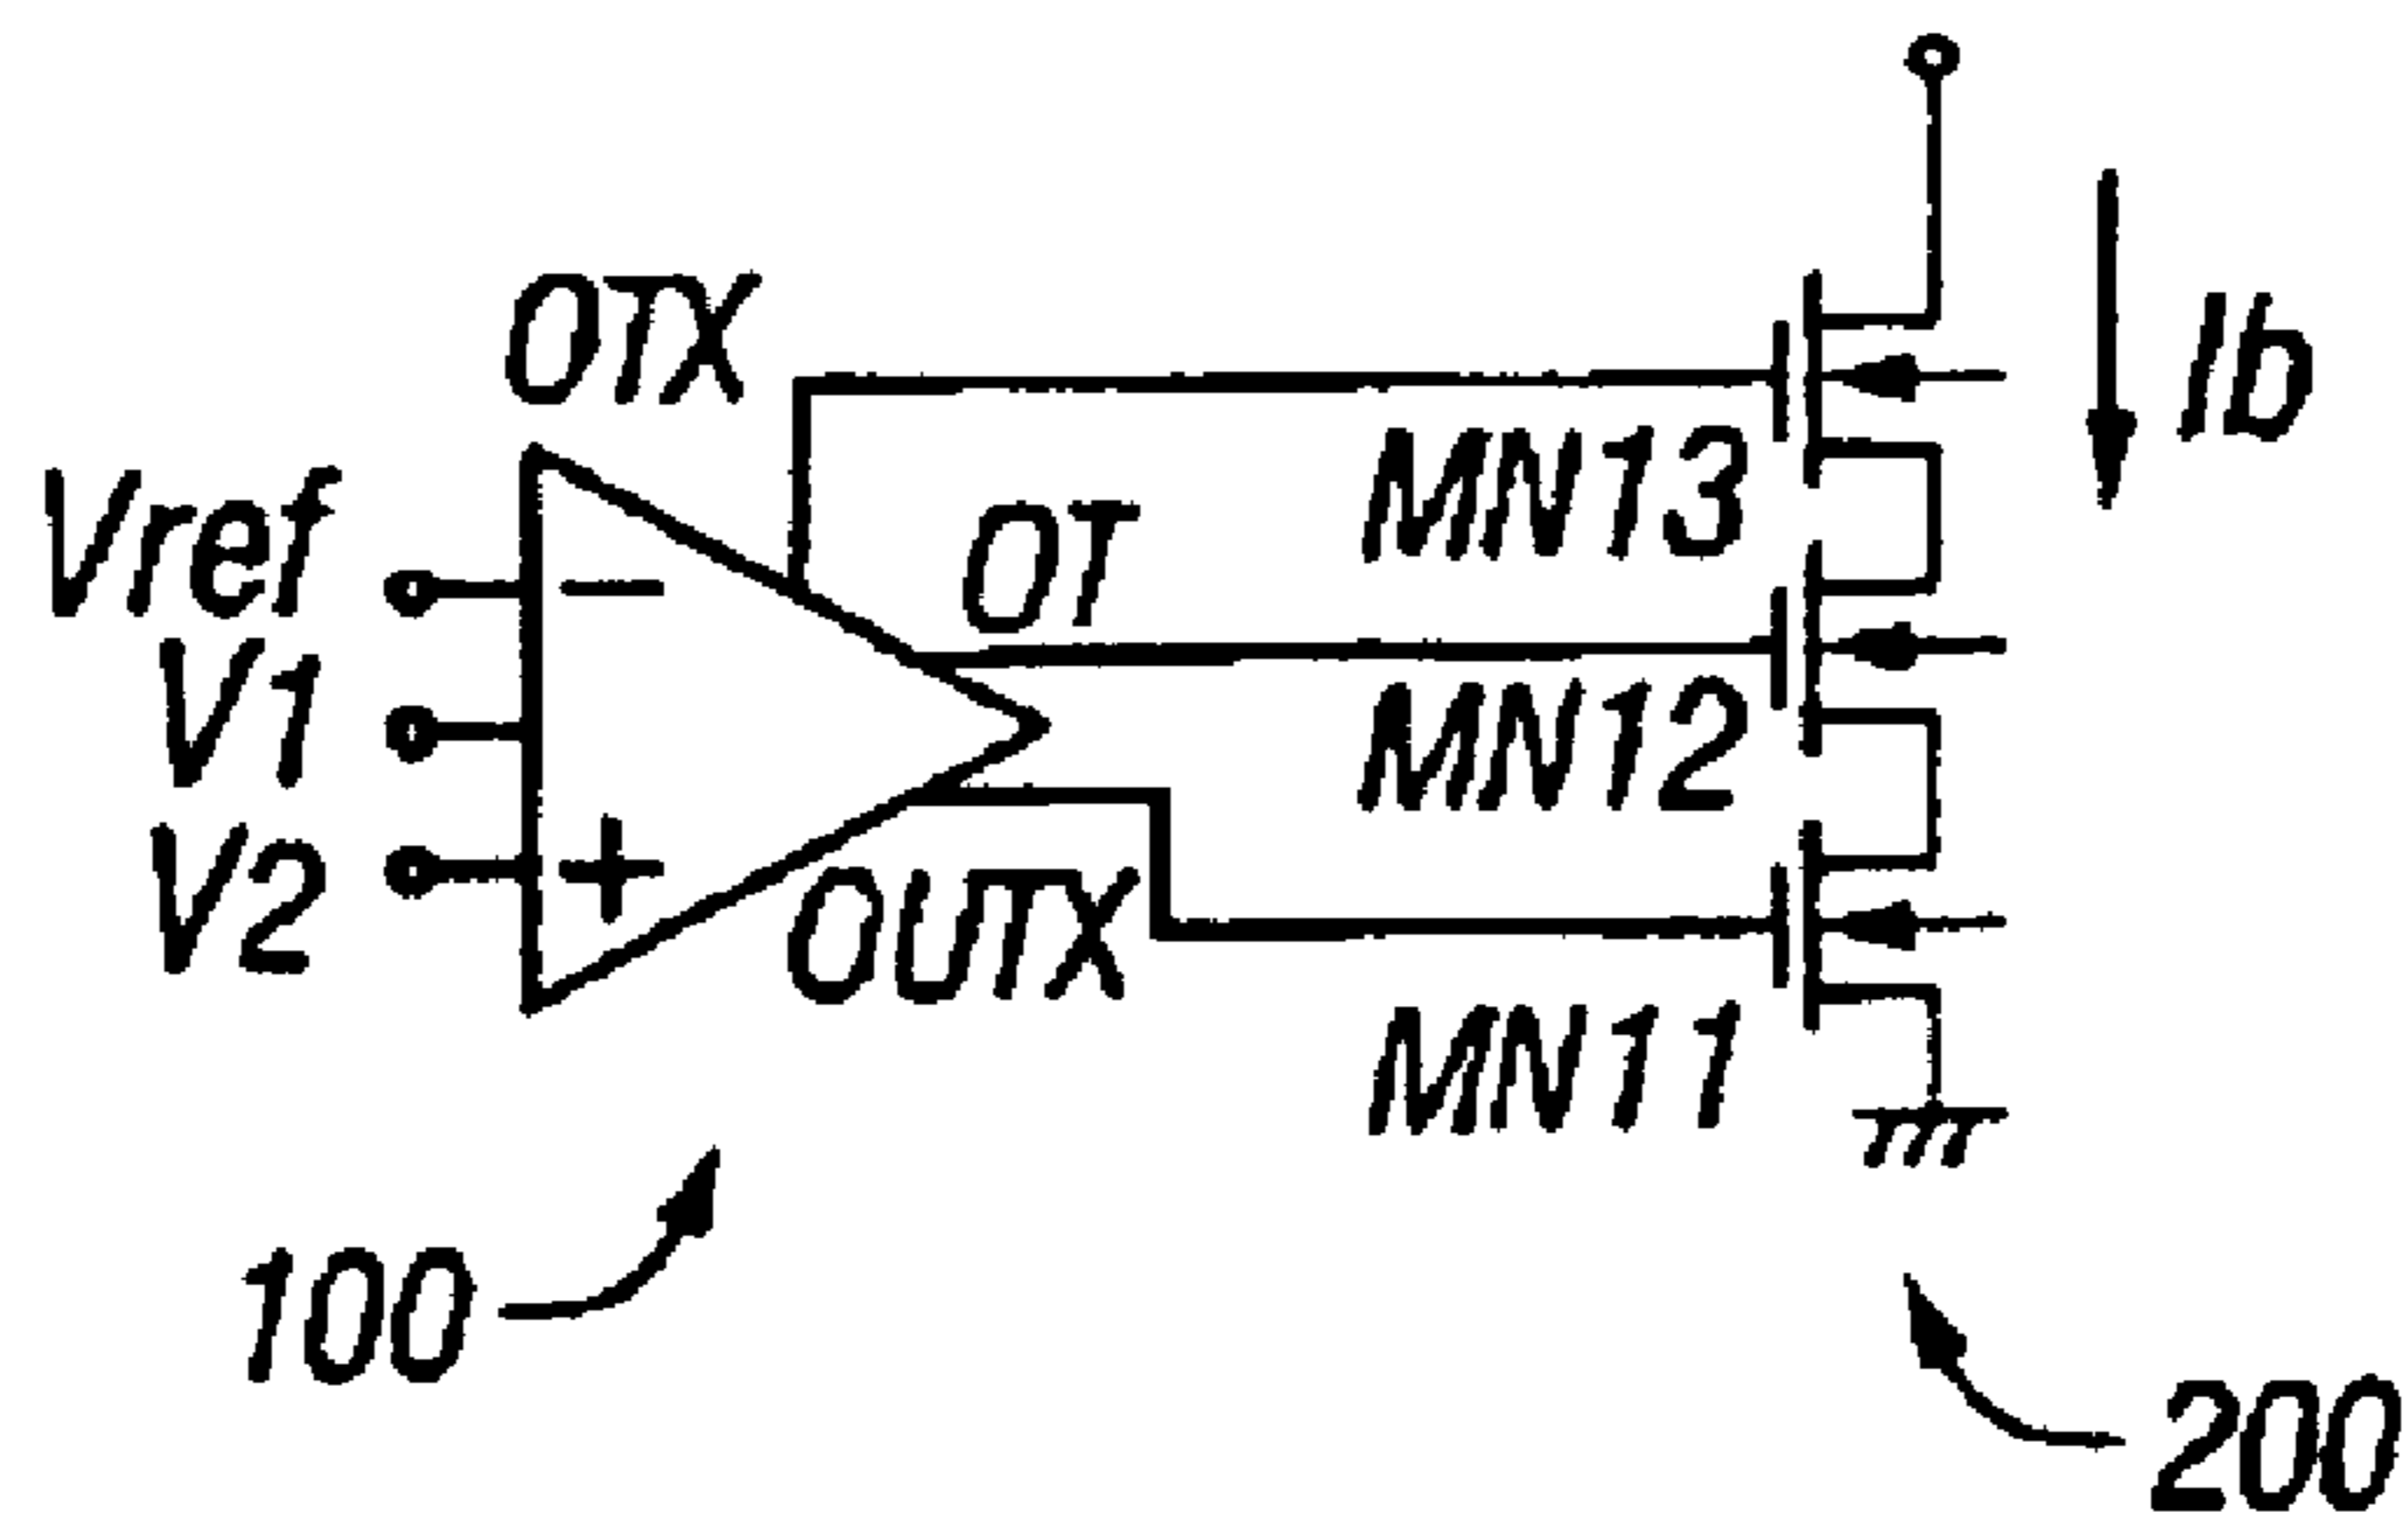 OTX
Ib
Vref
−
OT
MN13
V1
MN12
V2
+
OUTX
MN11
100
200